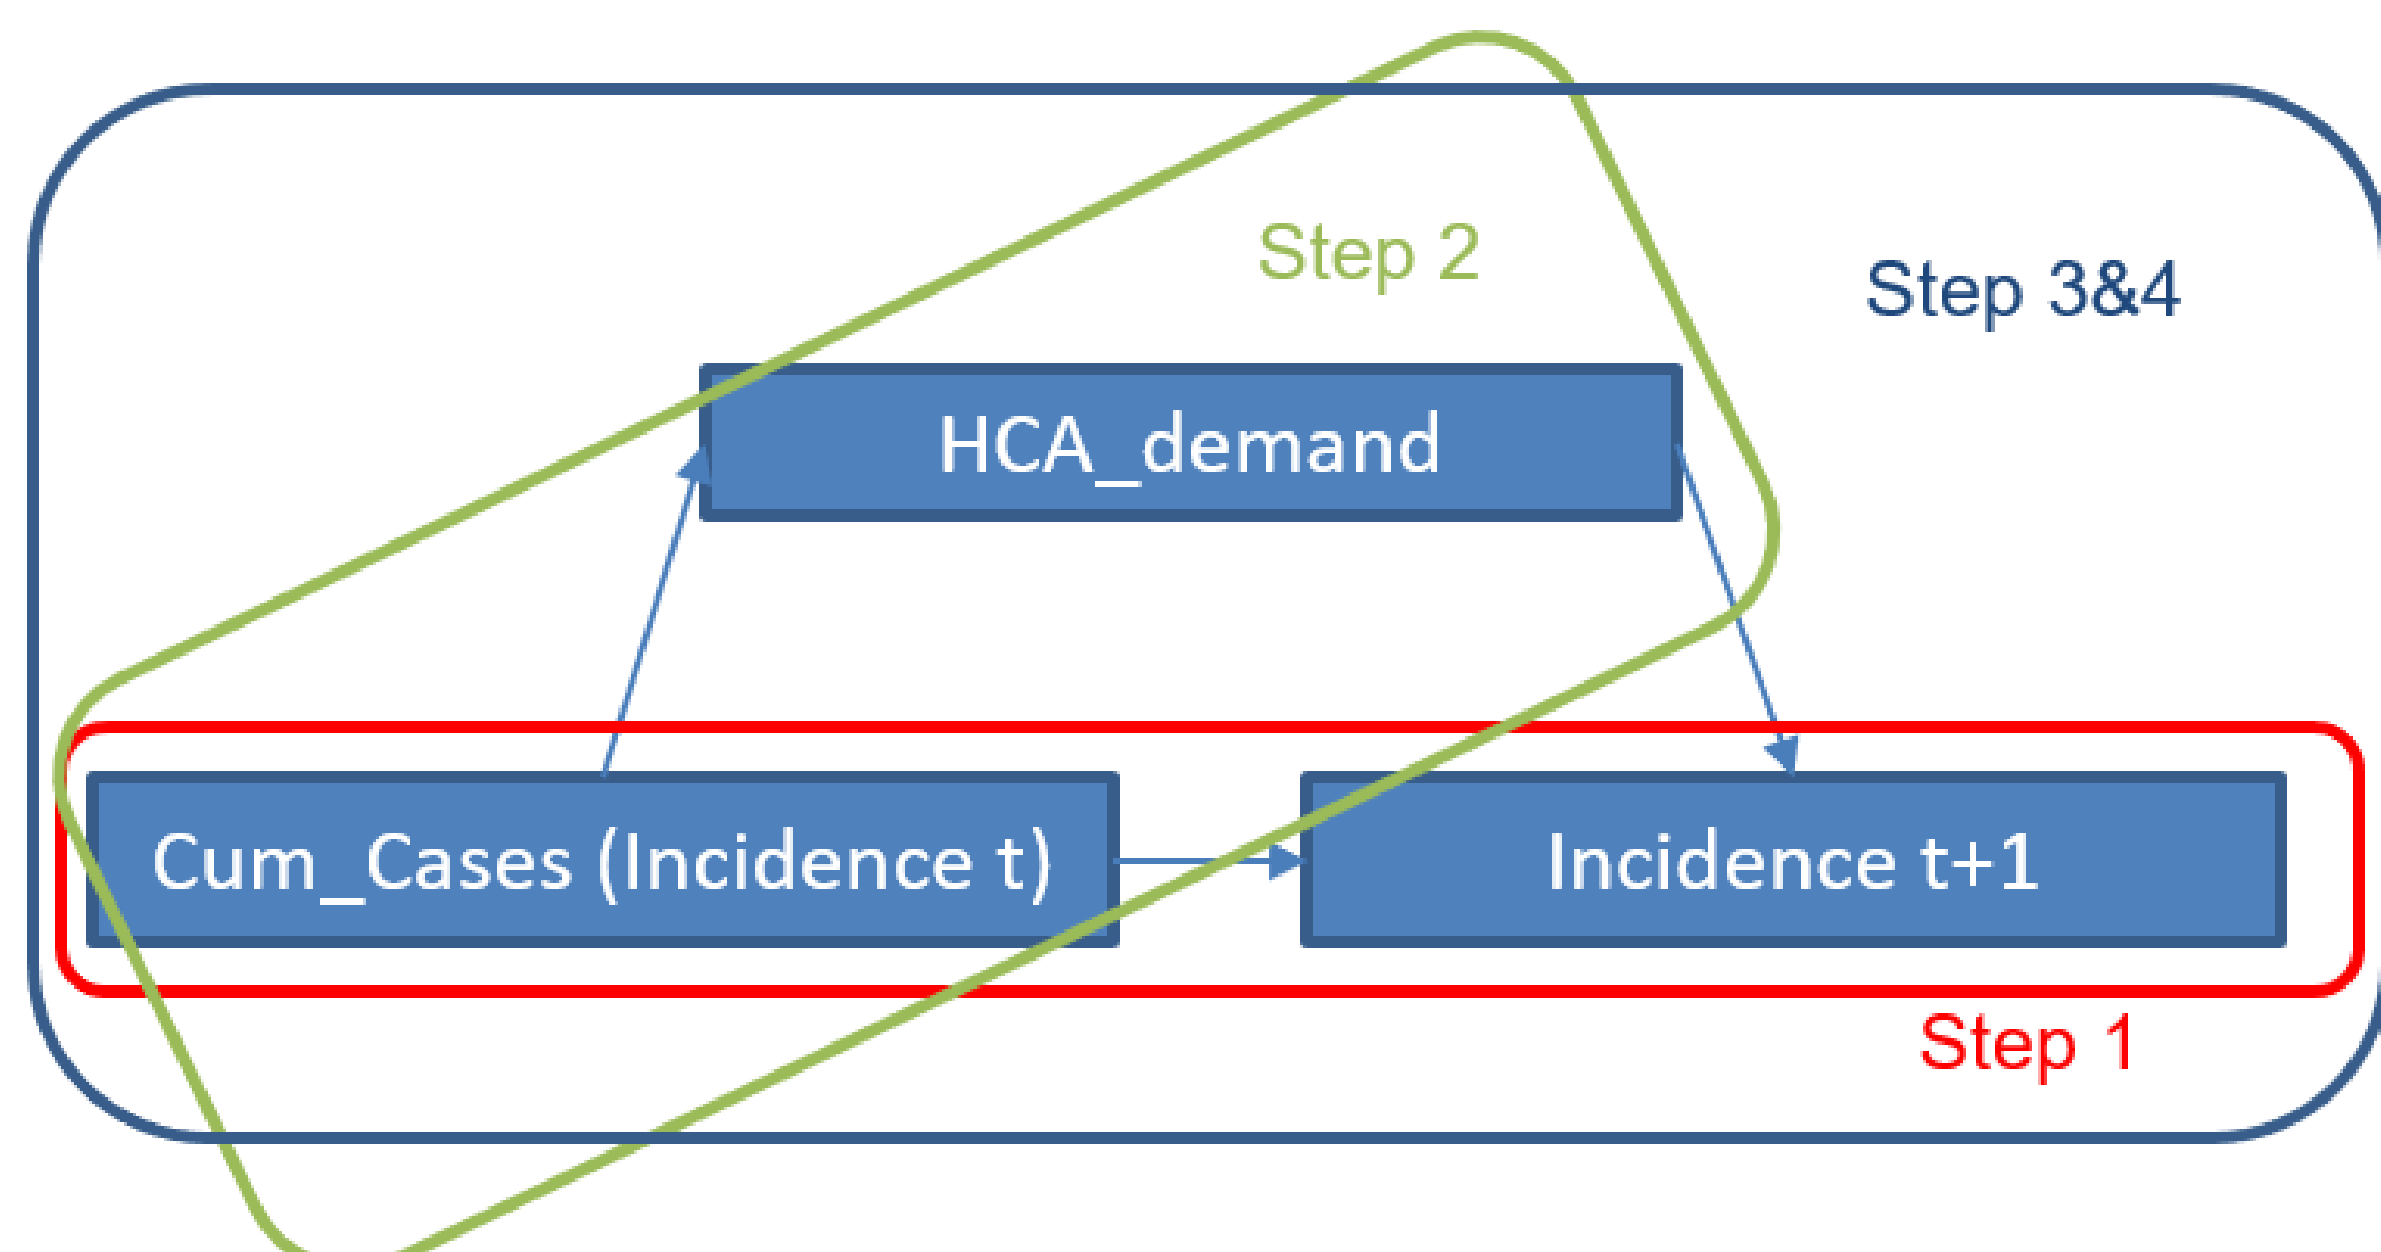 Step 2
Step 3&4
HCA_demand
Cum_Cases (Incidence t)
Incidence t+1
Step 1